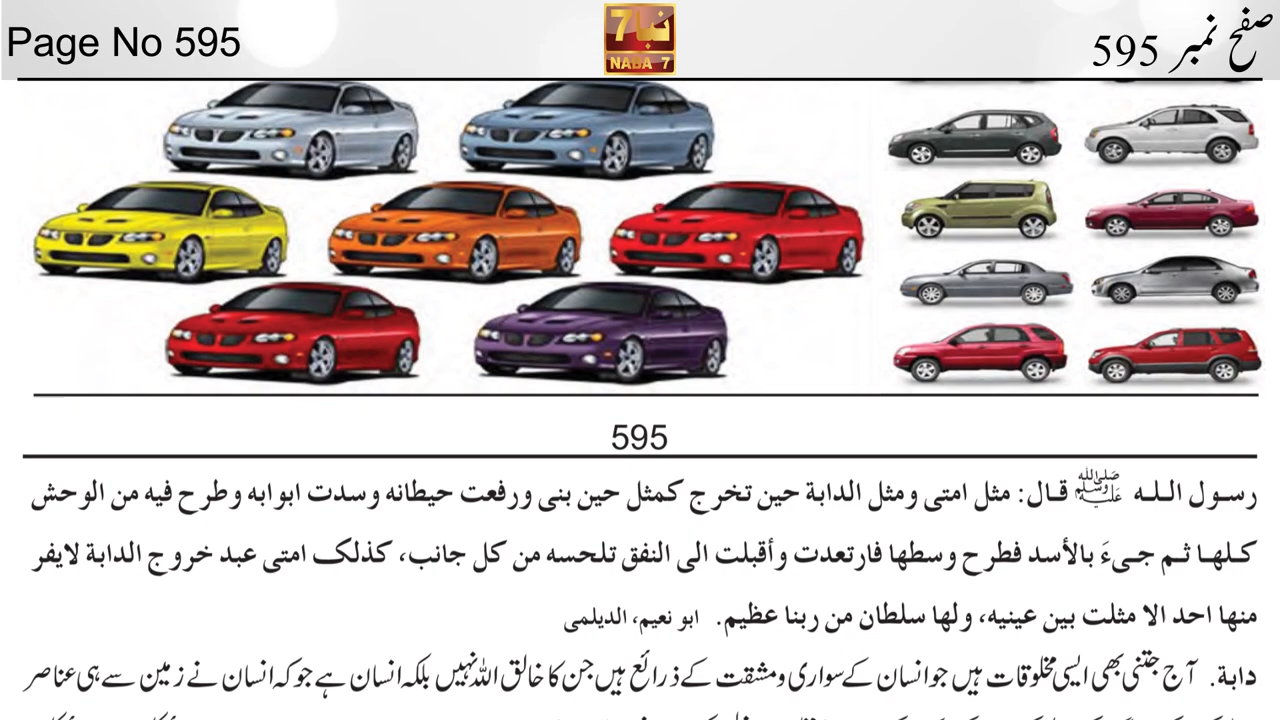 Page No 595
نبا 7
NABA 7
صفح نمبر 595
595
رسول اللہ ﷺ قال: مثل امتی ومثل الدابة حین تخرج کمثل حین بنی ورفعت حیطانه وسدت ابوابه وطرح فیه من الوحش
کلها ثم جیءَ بالأسد فطرح وسطها فارتعدت وأقبلت الی النفق تلحسه من کل جانب، کذلک امتی عبد خروج الدابة لایفر
منها احد الا مثلت بین عینیه، ولها سلطان من ربنا عظیم. ابو نعیم، الدیلمی
دابة. آج جتنی بھی ایسی مخلوقات ہیں جو انسان کے سواری و مشقت کے ذرائع ہیں جن کا خالق اللہ نہیں بلکہ انسان ہے جو کہ انسان نے زمین سے ہی عناصر